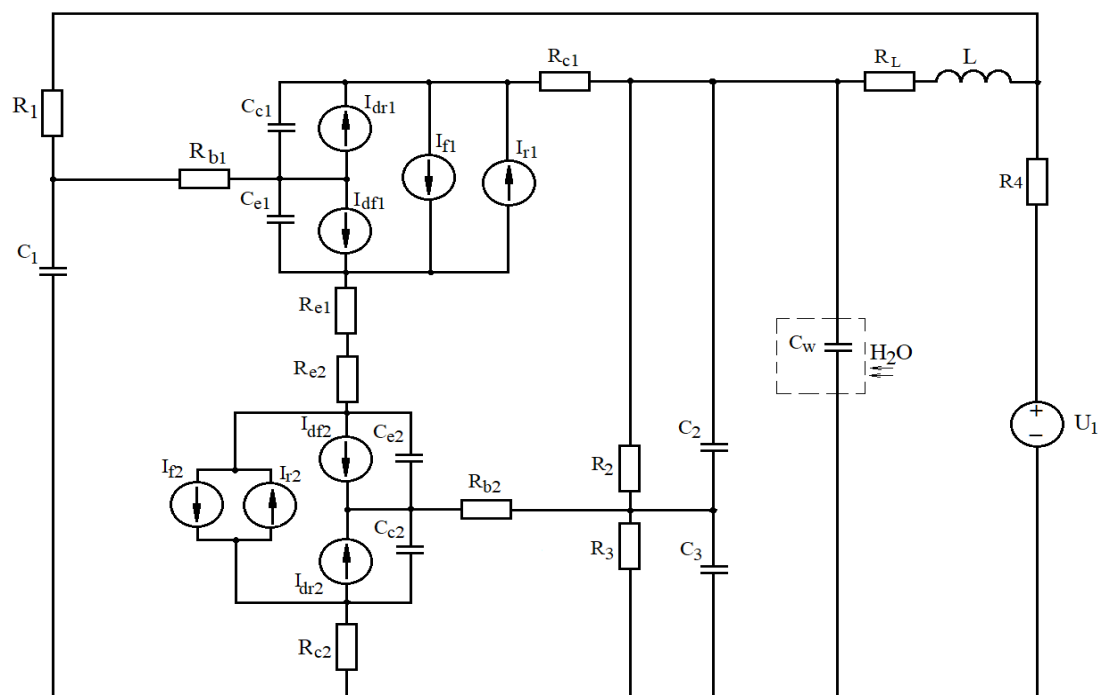 R1
C1
Rb1
Cc1
Ce1
Idr1
Idf1
If1
Ir1
Rc1
RL
L
R4
U1
+
−
Re1
Re2
Cw
H2O
Idf2
Ce2
If2
Ir2
Rb2
Cc2
Idr2
Rc2
R2
R3
C2
C3